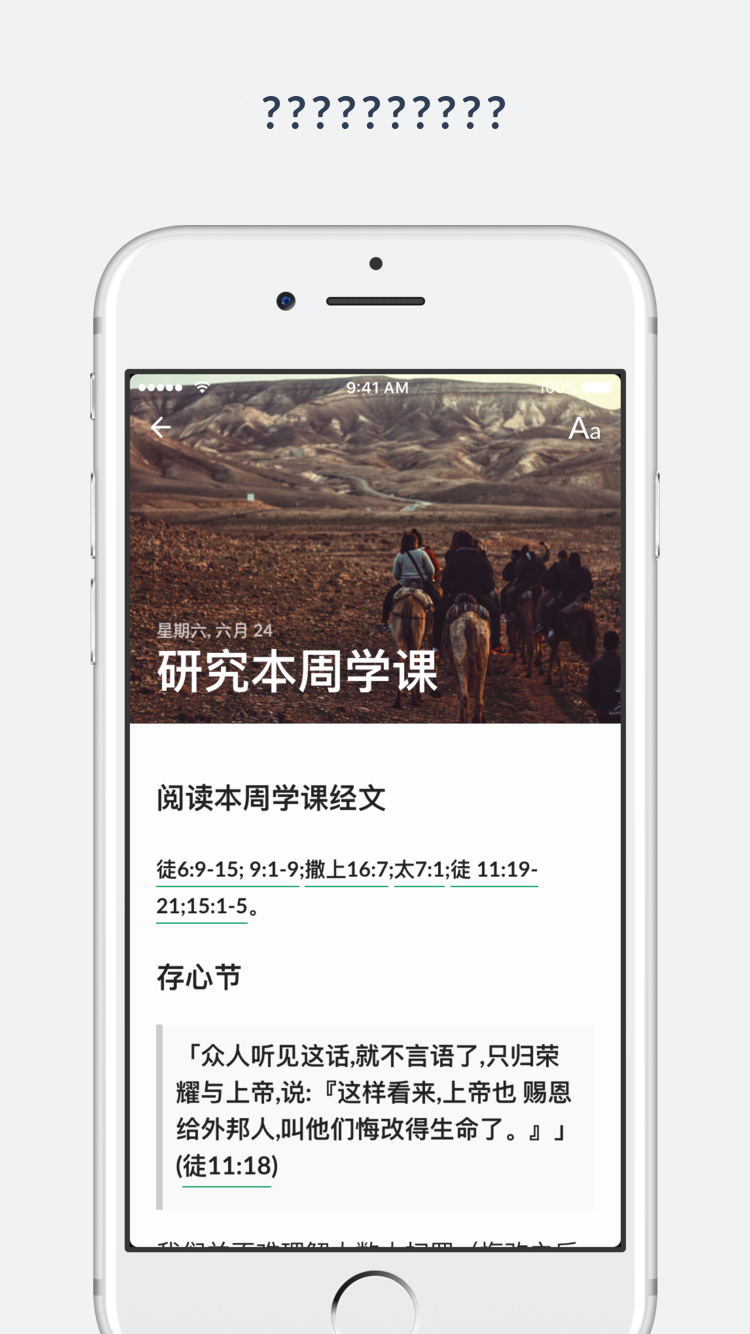 ??????????
9:41 AM
100%
Aa
星期六, 六月 24
研究本周学课
阅读本周学课经文
徒6:9-15; 9:1-9;撒上16:7;太7:1;徒 11:19-
21;15:1-5。
存心节
「众人听见这话,就不言语了,只归荣
耀与上帝,说:『这样看来,上帝也 赐恩
给外邦人,叫他们悔改得生命了。』」
(徒11:18)